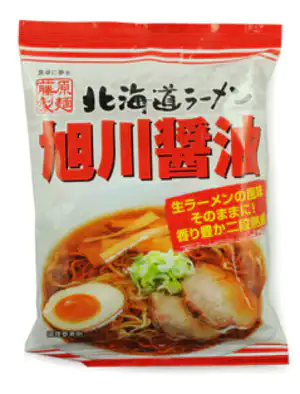 藤原製麺
北海道ラーメン
旭川醤油
生ラーメンの風味
そのままに!
香り豊か二段熟成